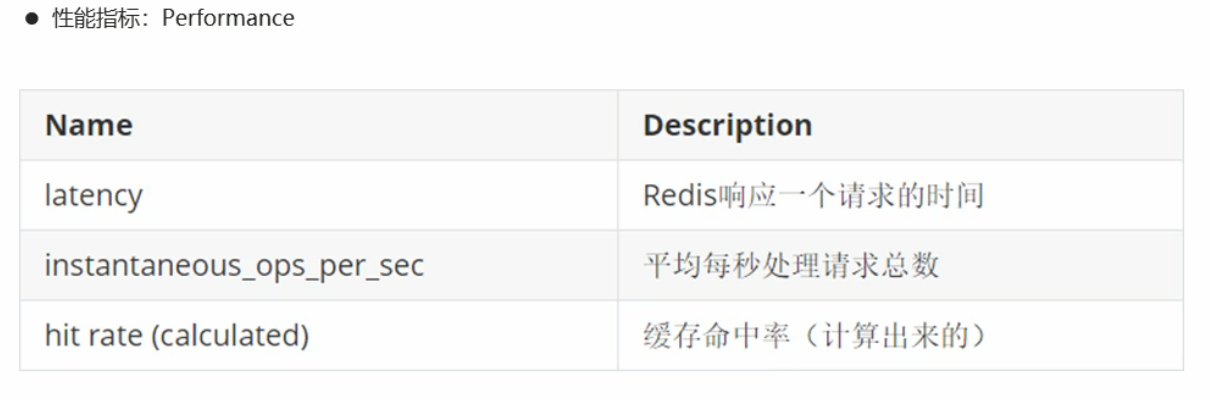 ● 性能指标：Performance
Name Description
latency Redis响应一个请求的时间
instantaneous_ops_per_sec 平均每秒处理请求总数
hit rate (calculated) 缓存命中率（计算出来的）